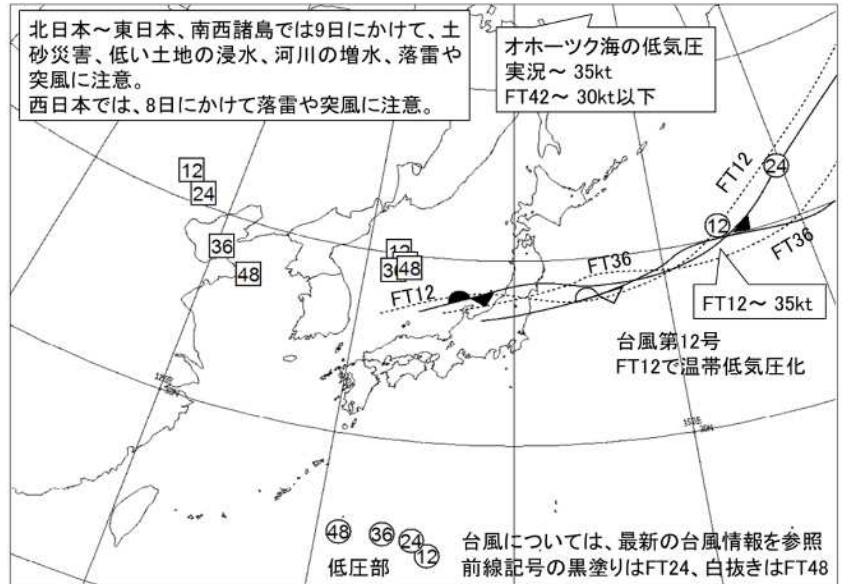 北日本～東日本、南西諸島では9日にかけて、土
砂災害、低い土地の浸水、河川の増水、落雷や
突風に注意。
西日本では、8日にかけて落雷や突風に注意。
オホーツク海の低気圧
実況～ 35kt
FT42～ 30kt以下
12
24
36
48
12
36
48
FT12
FT36
FT12
24
12
FT36
FT12～ 35kt
台風第12号
FT12で温帯低気圧化
48
36
24
12
低圧部
台風については、最新の台風情報を参照
前線記号の黒塗りはFT24、白抜きはFT48